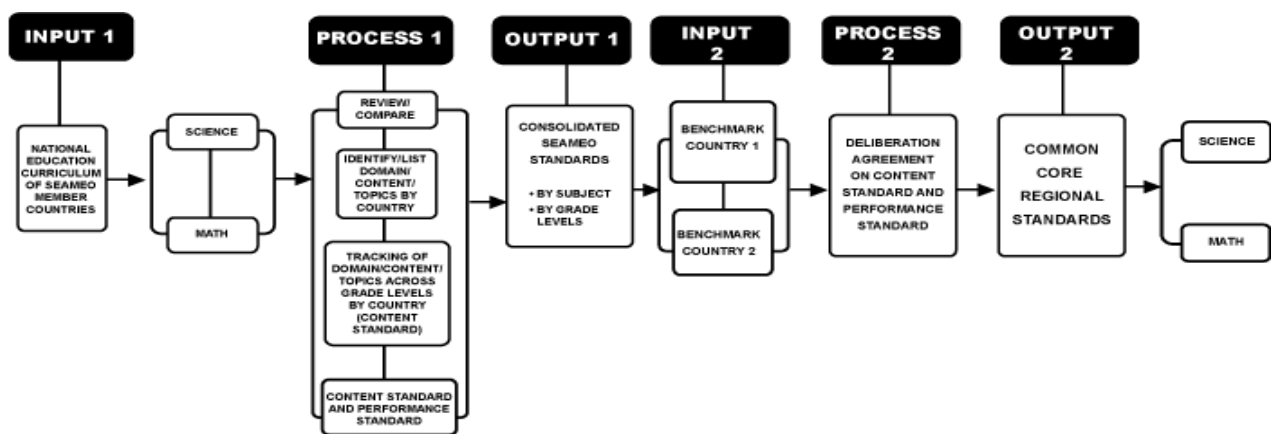 INPUT 1
NATIONAL
EDUCATION
CURRICULUM
OF SEAMEO
MEMBER
COUNTRIES
SCIENCE
MATH
PROCESS 1
REVIEW/
COMPARE
IDENTIFY/LIST
DOMAIN/
CONTENT/
TOPICS BY
COUNTRY
TRACKING OF
DOMAIN/CONTENT/
TOPICS ACROSS
GRADE LEVELS
BY COUNTRY
(CONTENT
STANDARD)
CONTENT STANDARD
AND PERFORMANCE
STANDARD
OUTPUT 1
CONSOLIDATED
SEAMEO
STANDARDS
• BY SUBJECT
• BY GRADE
LEVELS
INPUT
2
BENCHMARK
COUNTRY 1
BENCHMARK
COUNTRY 2
PROCESS
2
DELIBERATION
AGREEMENT
ON CONTENT
STANDARD AND
PERFORMANCE
STANDARD
OUTPUT
2
COMMON
CORE
REGIONAL
STANDARDS
SCIENCE
MATH